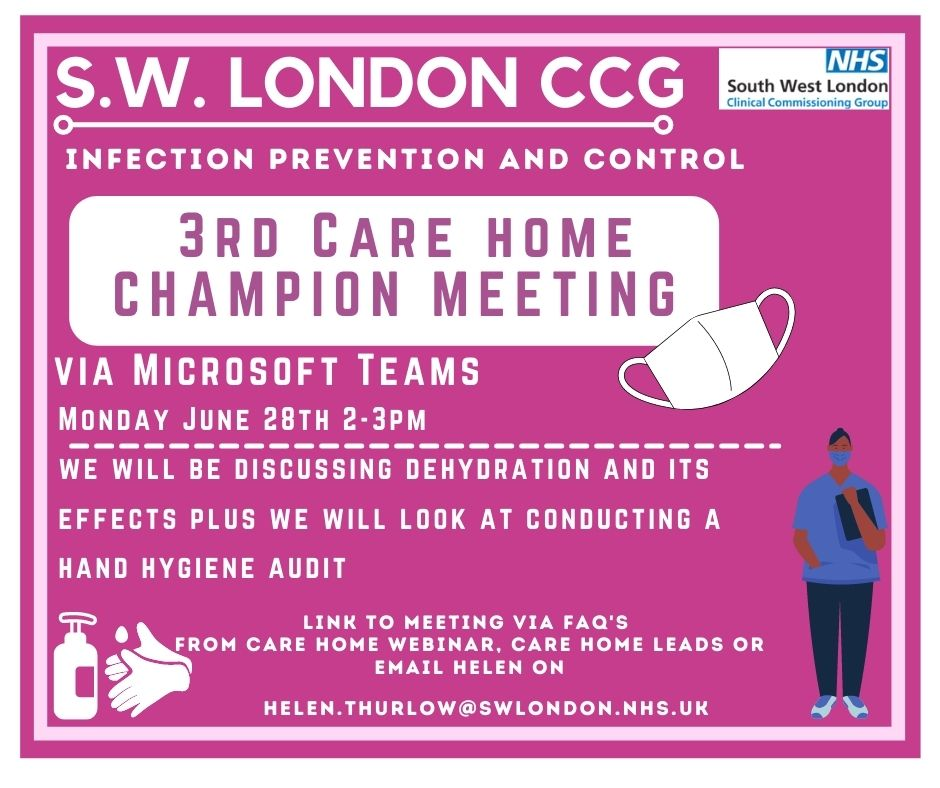 S.W. LONDON CCG
NHS
South West London
Clinical Commissioning Group
INFECTION PREVENTION AND CONTROL
3RD CARE HOME
CHAMPION MEETING
VIA MICROSOFT TEAMS
MONDAY JUNE 28TH 2-3PM
WE WILL BE DISCUSSING DEHYDRATION AND ITS
EFFECTS PLUS WE WILL LOOK AT CONDUCTING A
HAND HYGIENE AUDIT
LINK TO MEETING VIA FAQ'S
FROM CARE HOME WEBINAR, CARE HOME LEADS OR
EMAIL HELEN ON
HELEN.THURLOW@SWLONDON.NHS.UK